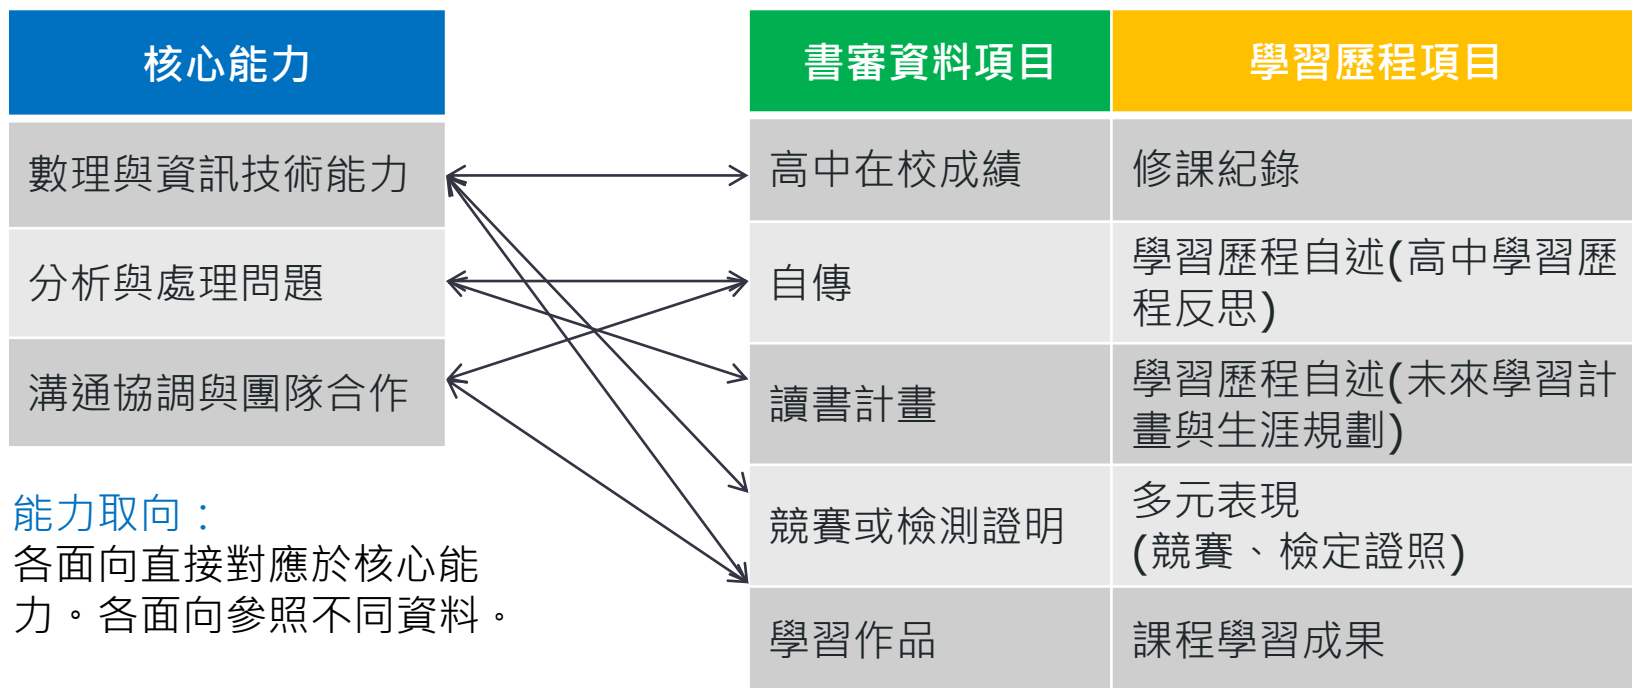 核心能力
數理與資訊技術能力
分析與處理問題
溝通協調與團隊合作
能力取向：
各面向直接對應於核心能
力。各面向參照不同資料。
書審資料項目
學習歷程項目
高中在校成績
修課紀錄
自傳
學習歷程自述(高中學習歷
程反思)
讀書計畫
學習歷程自述(未來學習計
畫與生涯規劃)
競賽或檢測證明
多元表現
(競賽、檢定證照)
學習作品
課程學習成果